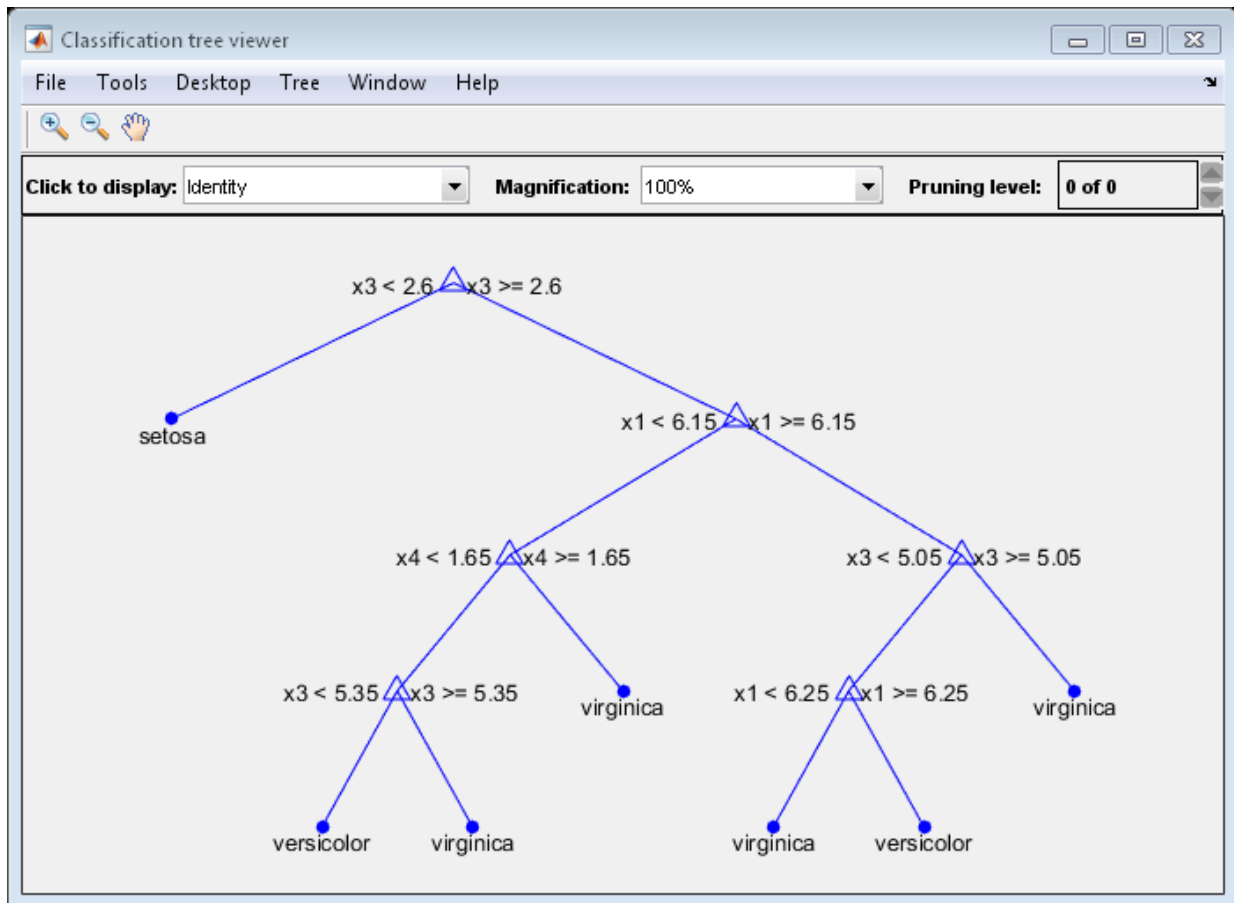 Classification tree viewer
File Tools Desktop Tree Window Help
Click to display: Identity Magnification: 100% Pruning level: 0 of 0
x3 < 2.6 x3 >= 2.6
setosa
x1 < 6.15 x1 >= 6.15
x4 < 1.65 x4 >= 1.65 x3 < 5.05 x3 >= 5.05
x3 < 5.35 x3 >= 5.35 virginica x1 < 6.25 x1 >= 6.25 virginica
versicolor virginica virginica versicolor